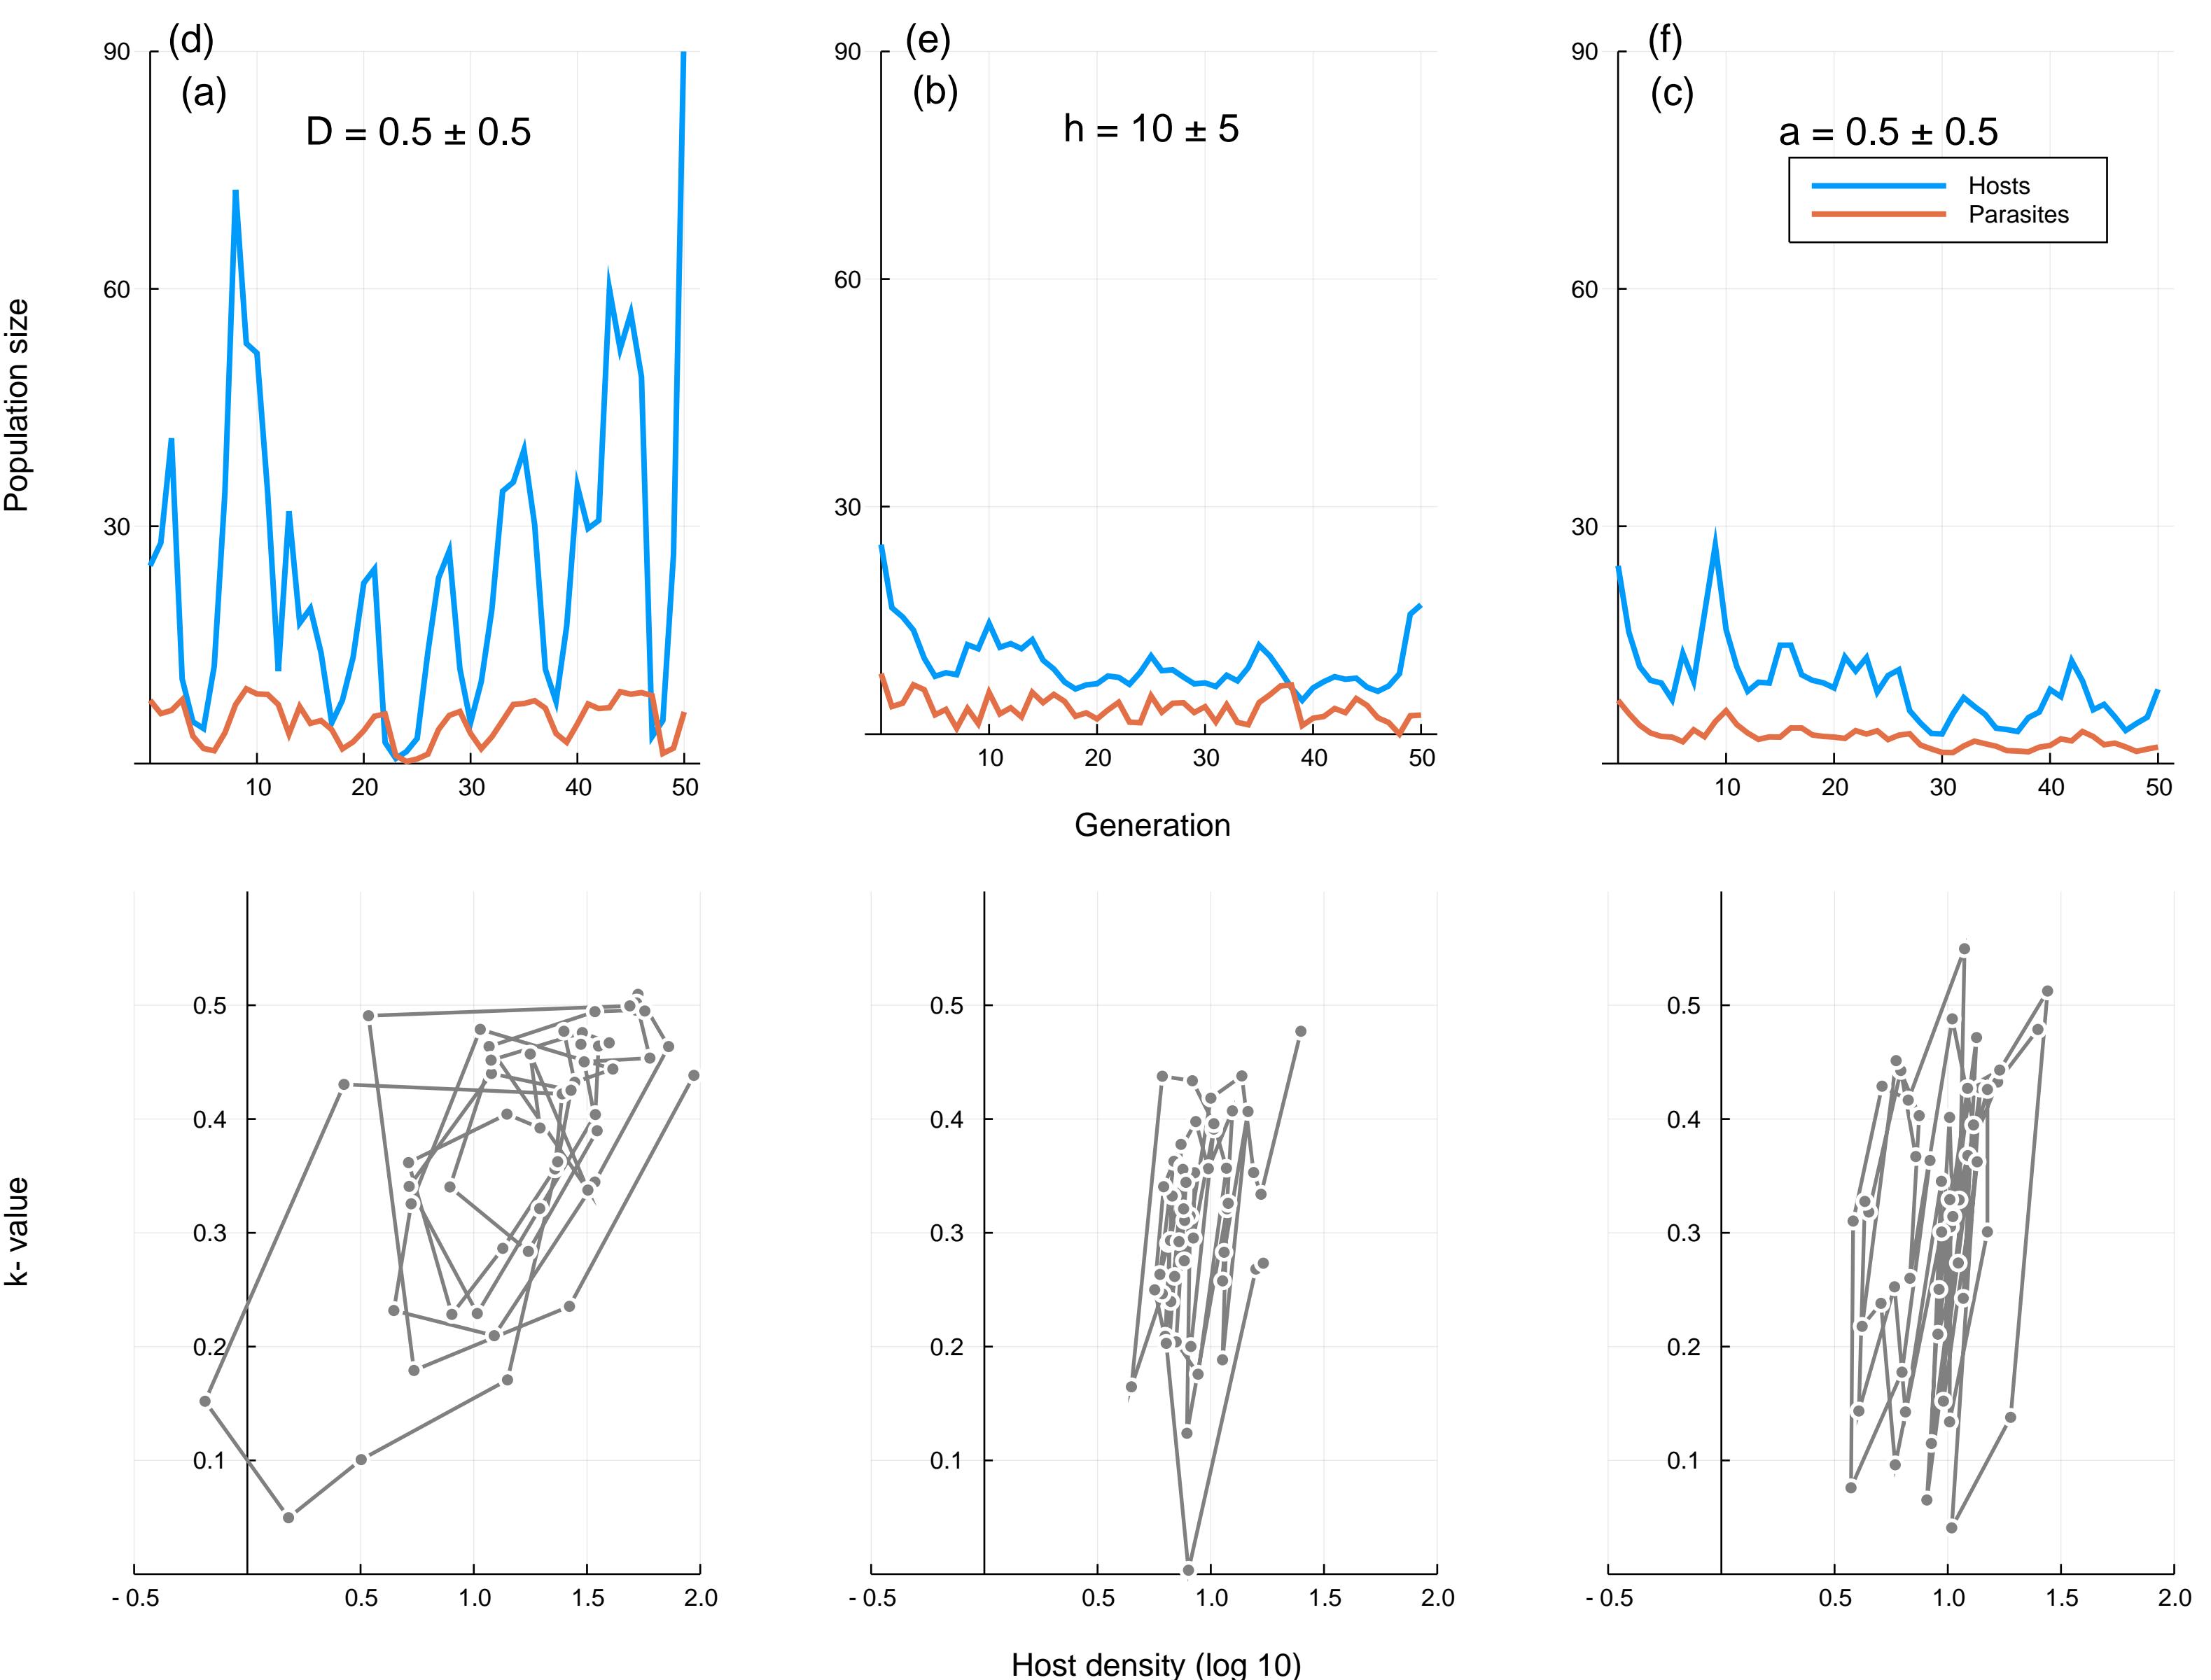 (d)
(a)
D = 0.5 ± 0.5
90
60
30
10 20 30 40 50
(e)
(b)
h = 10 ± 5
90
60
30
10 20 30 40 50
(f)
(c)
a = 0.5 ± 0.5
Hosts
Parasites
90
60
30
10 20 30 40 50
Population size
Generation
0.5
0.4
0.3
0.2
0.1
- 0.5 0.5 1.0 1.5 2.0
0.5
0.4
0.3
0.2
0.1
- 0.5 0.5 1.0 1.5 2.0
0.5
0.4
0.3
0.2
0.1
- 0.5 0.5 1.0 1.5 2.0
k- value
Host density (log 10)